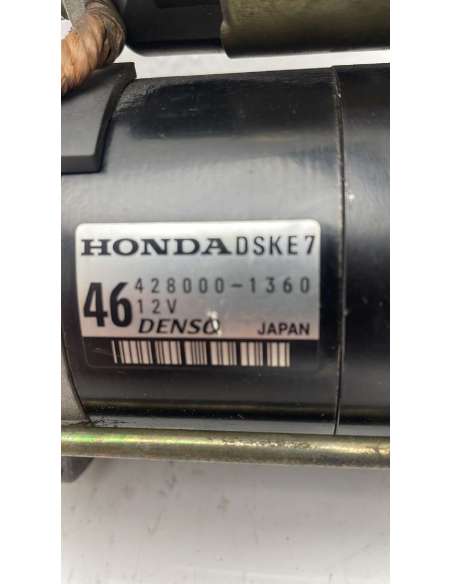 HONDA DSKE7
46 428000-1360
12V
DENSO JAPAN